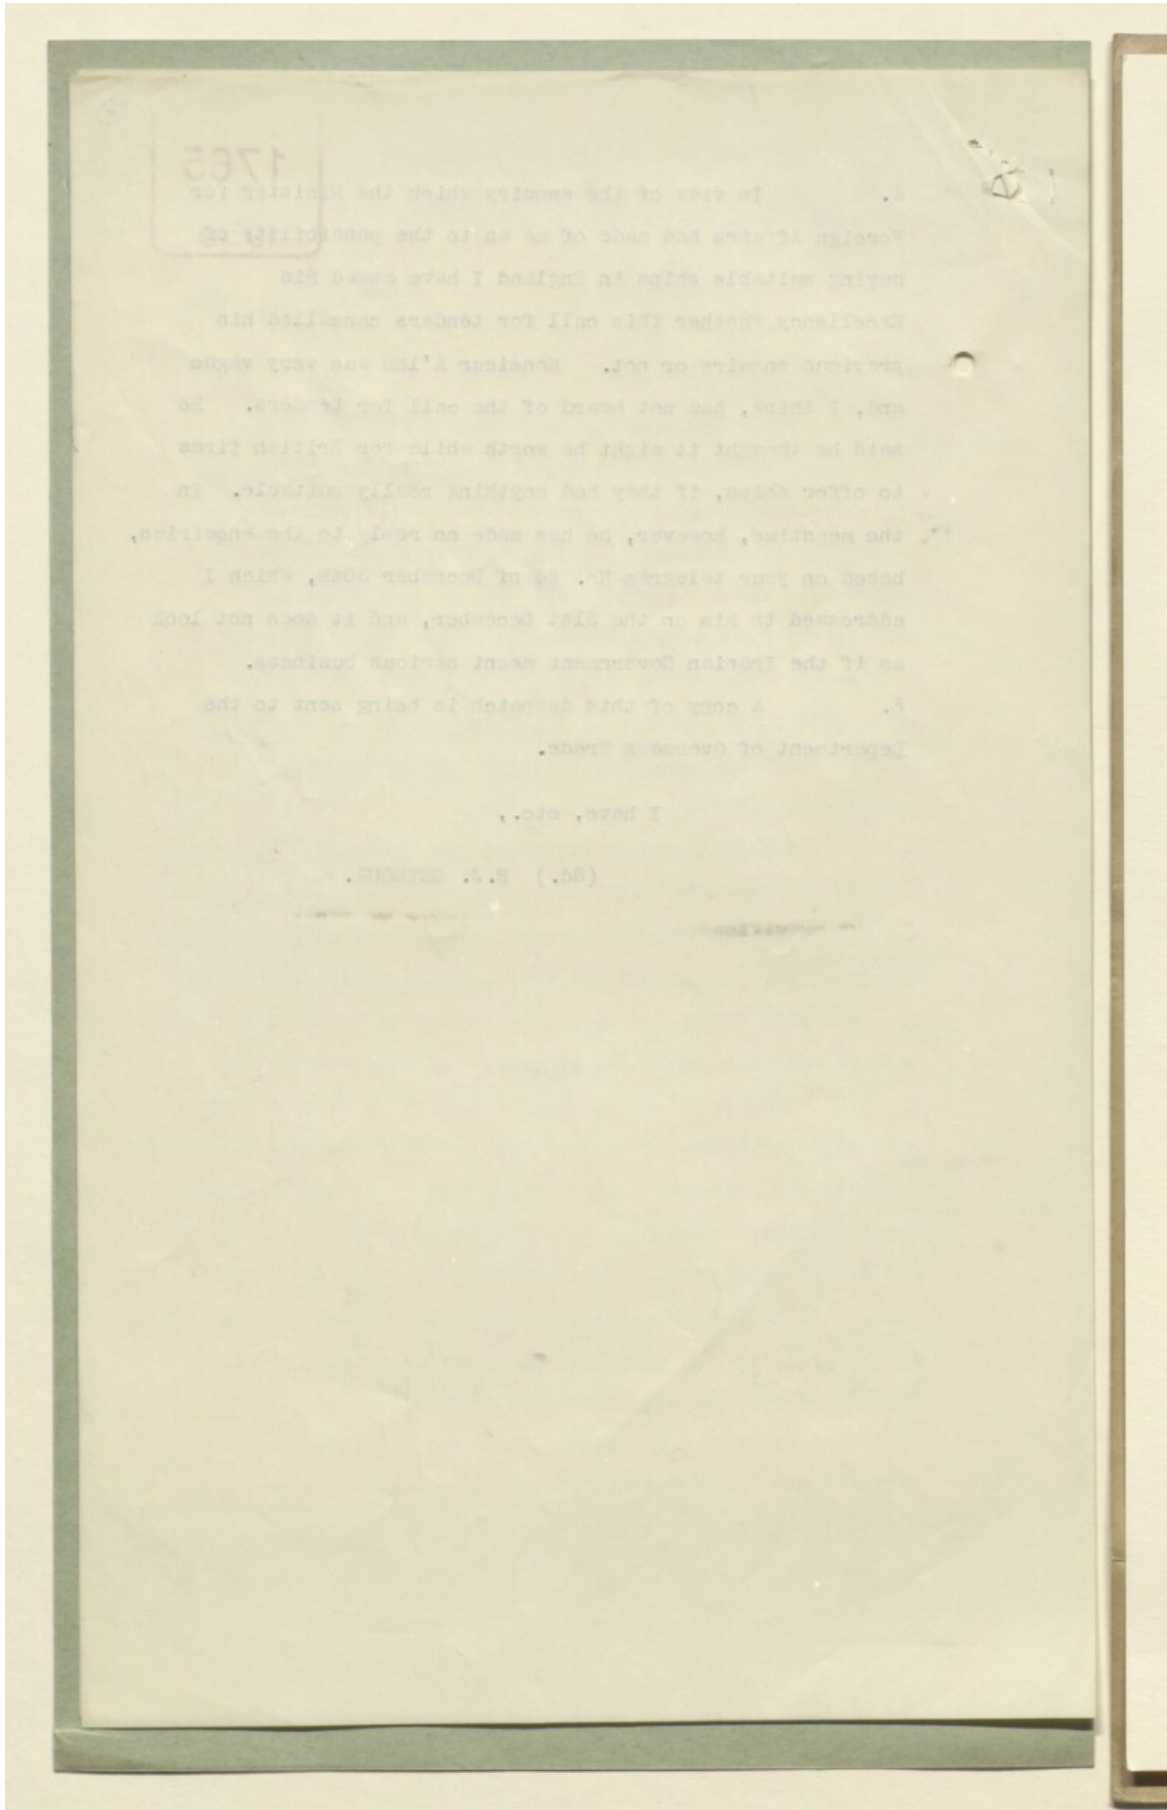 1765
4. In view of the enquiry which the Minister for
Foreign Affairs had made of me as to the possibility of
buying suitable ships in England I have asked His
Excellency whether this call for tenders cancelled his
previous enquiry or not. Monsieur A'lam was very vague
and, I think, had not heard of the call for tenders. He
said he thought it might be worth while for British firms
to offer ships, if they had anything really suitable. In
the meantime, however, he has made no reply to the enquiries,
based on your telegram No. of December 30th, which I
addressed to him on the 31st December, and it does not look
as if the Iranian Government meant serious business.
5. A copy of this despatch is being sent to the
Department of Overseas Trade.
I have, etc.,
(Sd.) H.J. SEYMOUR.